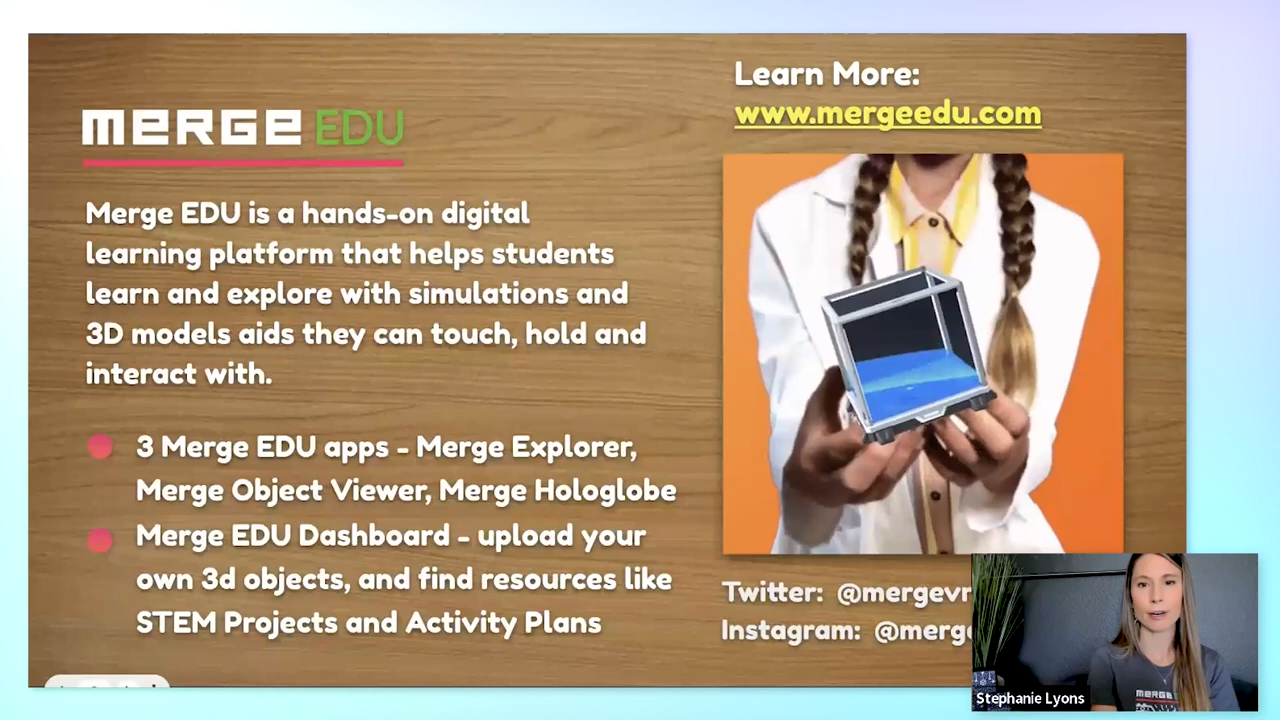 MERGE EDU
Merge EDU is a hands-on digital
learning platform that helps students
learn and explore with simulations and
3D models aids they can touch, hold and
interact with.
3 Merge EDU apps - Merge Explorer,
Merge Object Viewer, Merge Hologlobe
Merge EDU Dashboard - upload your
own 3d objects, and find resources like
STEM Projects and Activity Plans
Learn More:
www.mergeedu.com
Twitter: @mergevr
Instagram:
Stephanie Lyons
MERGE